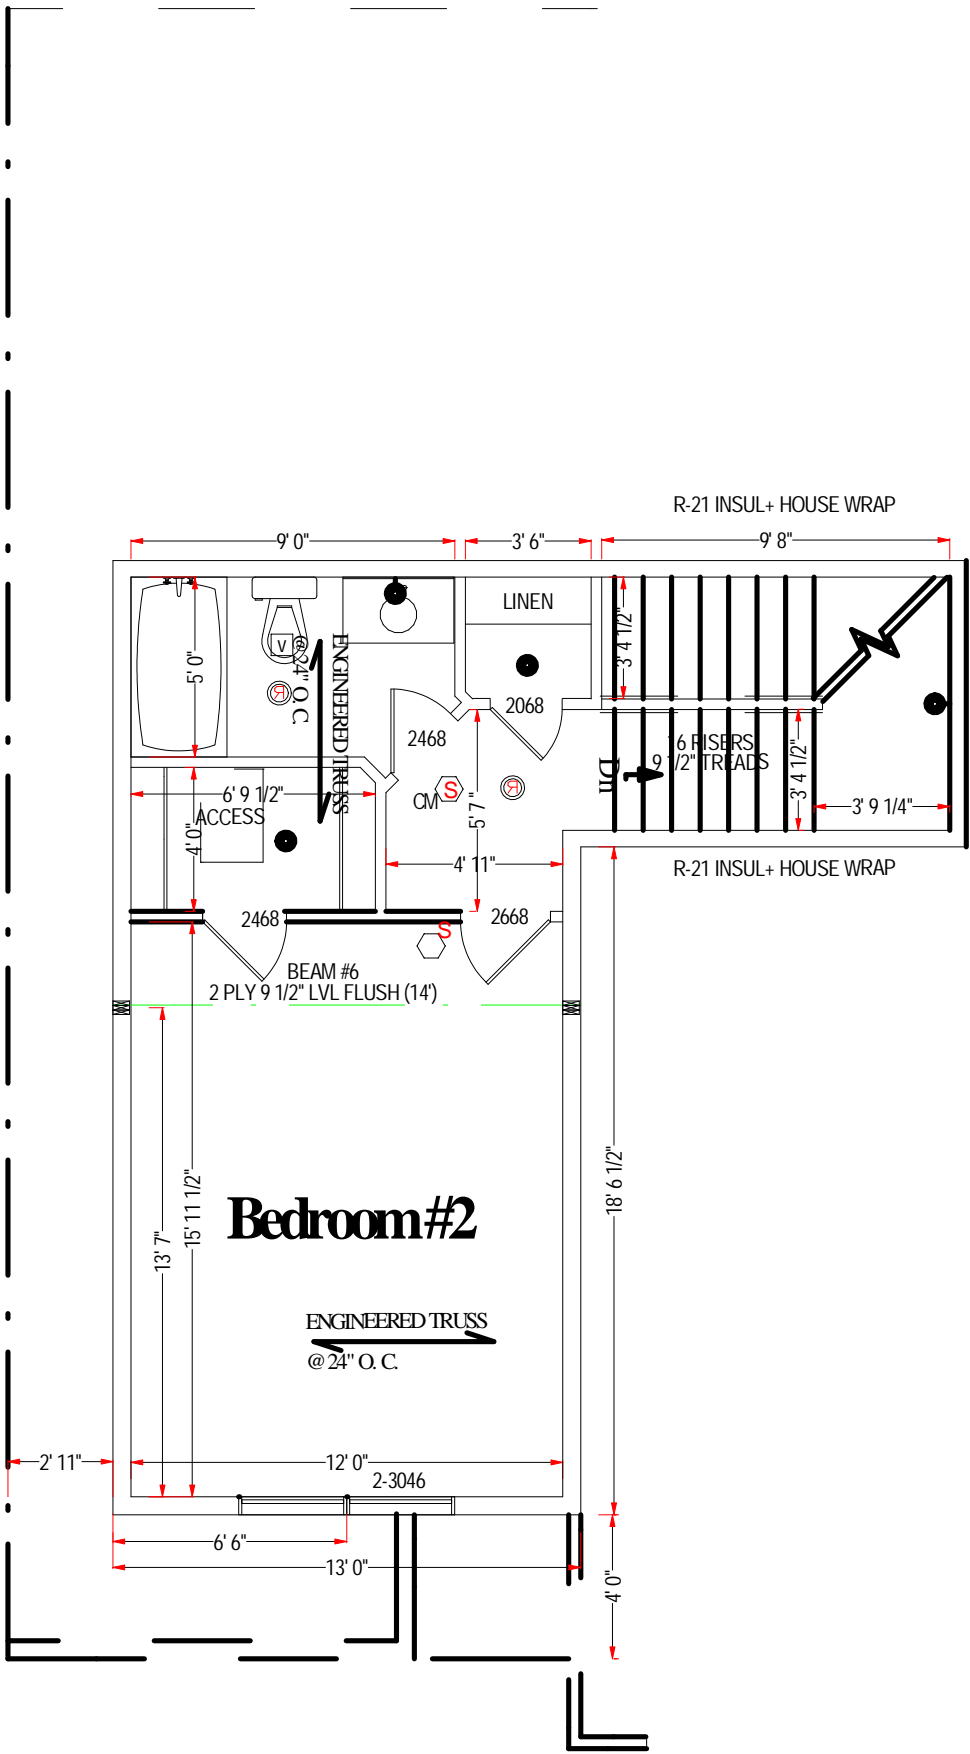 R-21 INSUL+ HOUSE WRAP
9' 0"
3' 6"
9' 8"
LINEN
V
5' 0"
@ 24" O. C.
ENGINEERED TRUSS
3' 4 1/2"
R
2068
2468
16 RISERS
9 1/2" TREADS
Dn
3' 4 1/2"
6' 9 1/2"
ACCESS
CM
S
R
5' 7"
3' 9 1/4"
4' 0"
4' 11"
R-21 INSUL+ HOUSE WRAP
2468
2668
S
BEAM #6
2 PLY 9 1/2" LVL FLUSH (14')
18' 6 1/2"
15' 11 1/2"
13' 7"
Bedroom #2
ENGINEERED TRUSS
@ 24" O. C.
2' 11"
12' 0"
2-3046
6' 6"
13' 0"
4' 0"